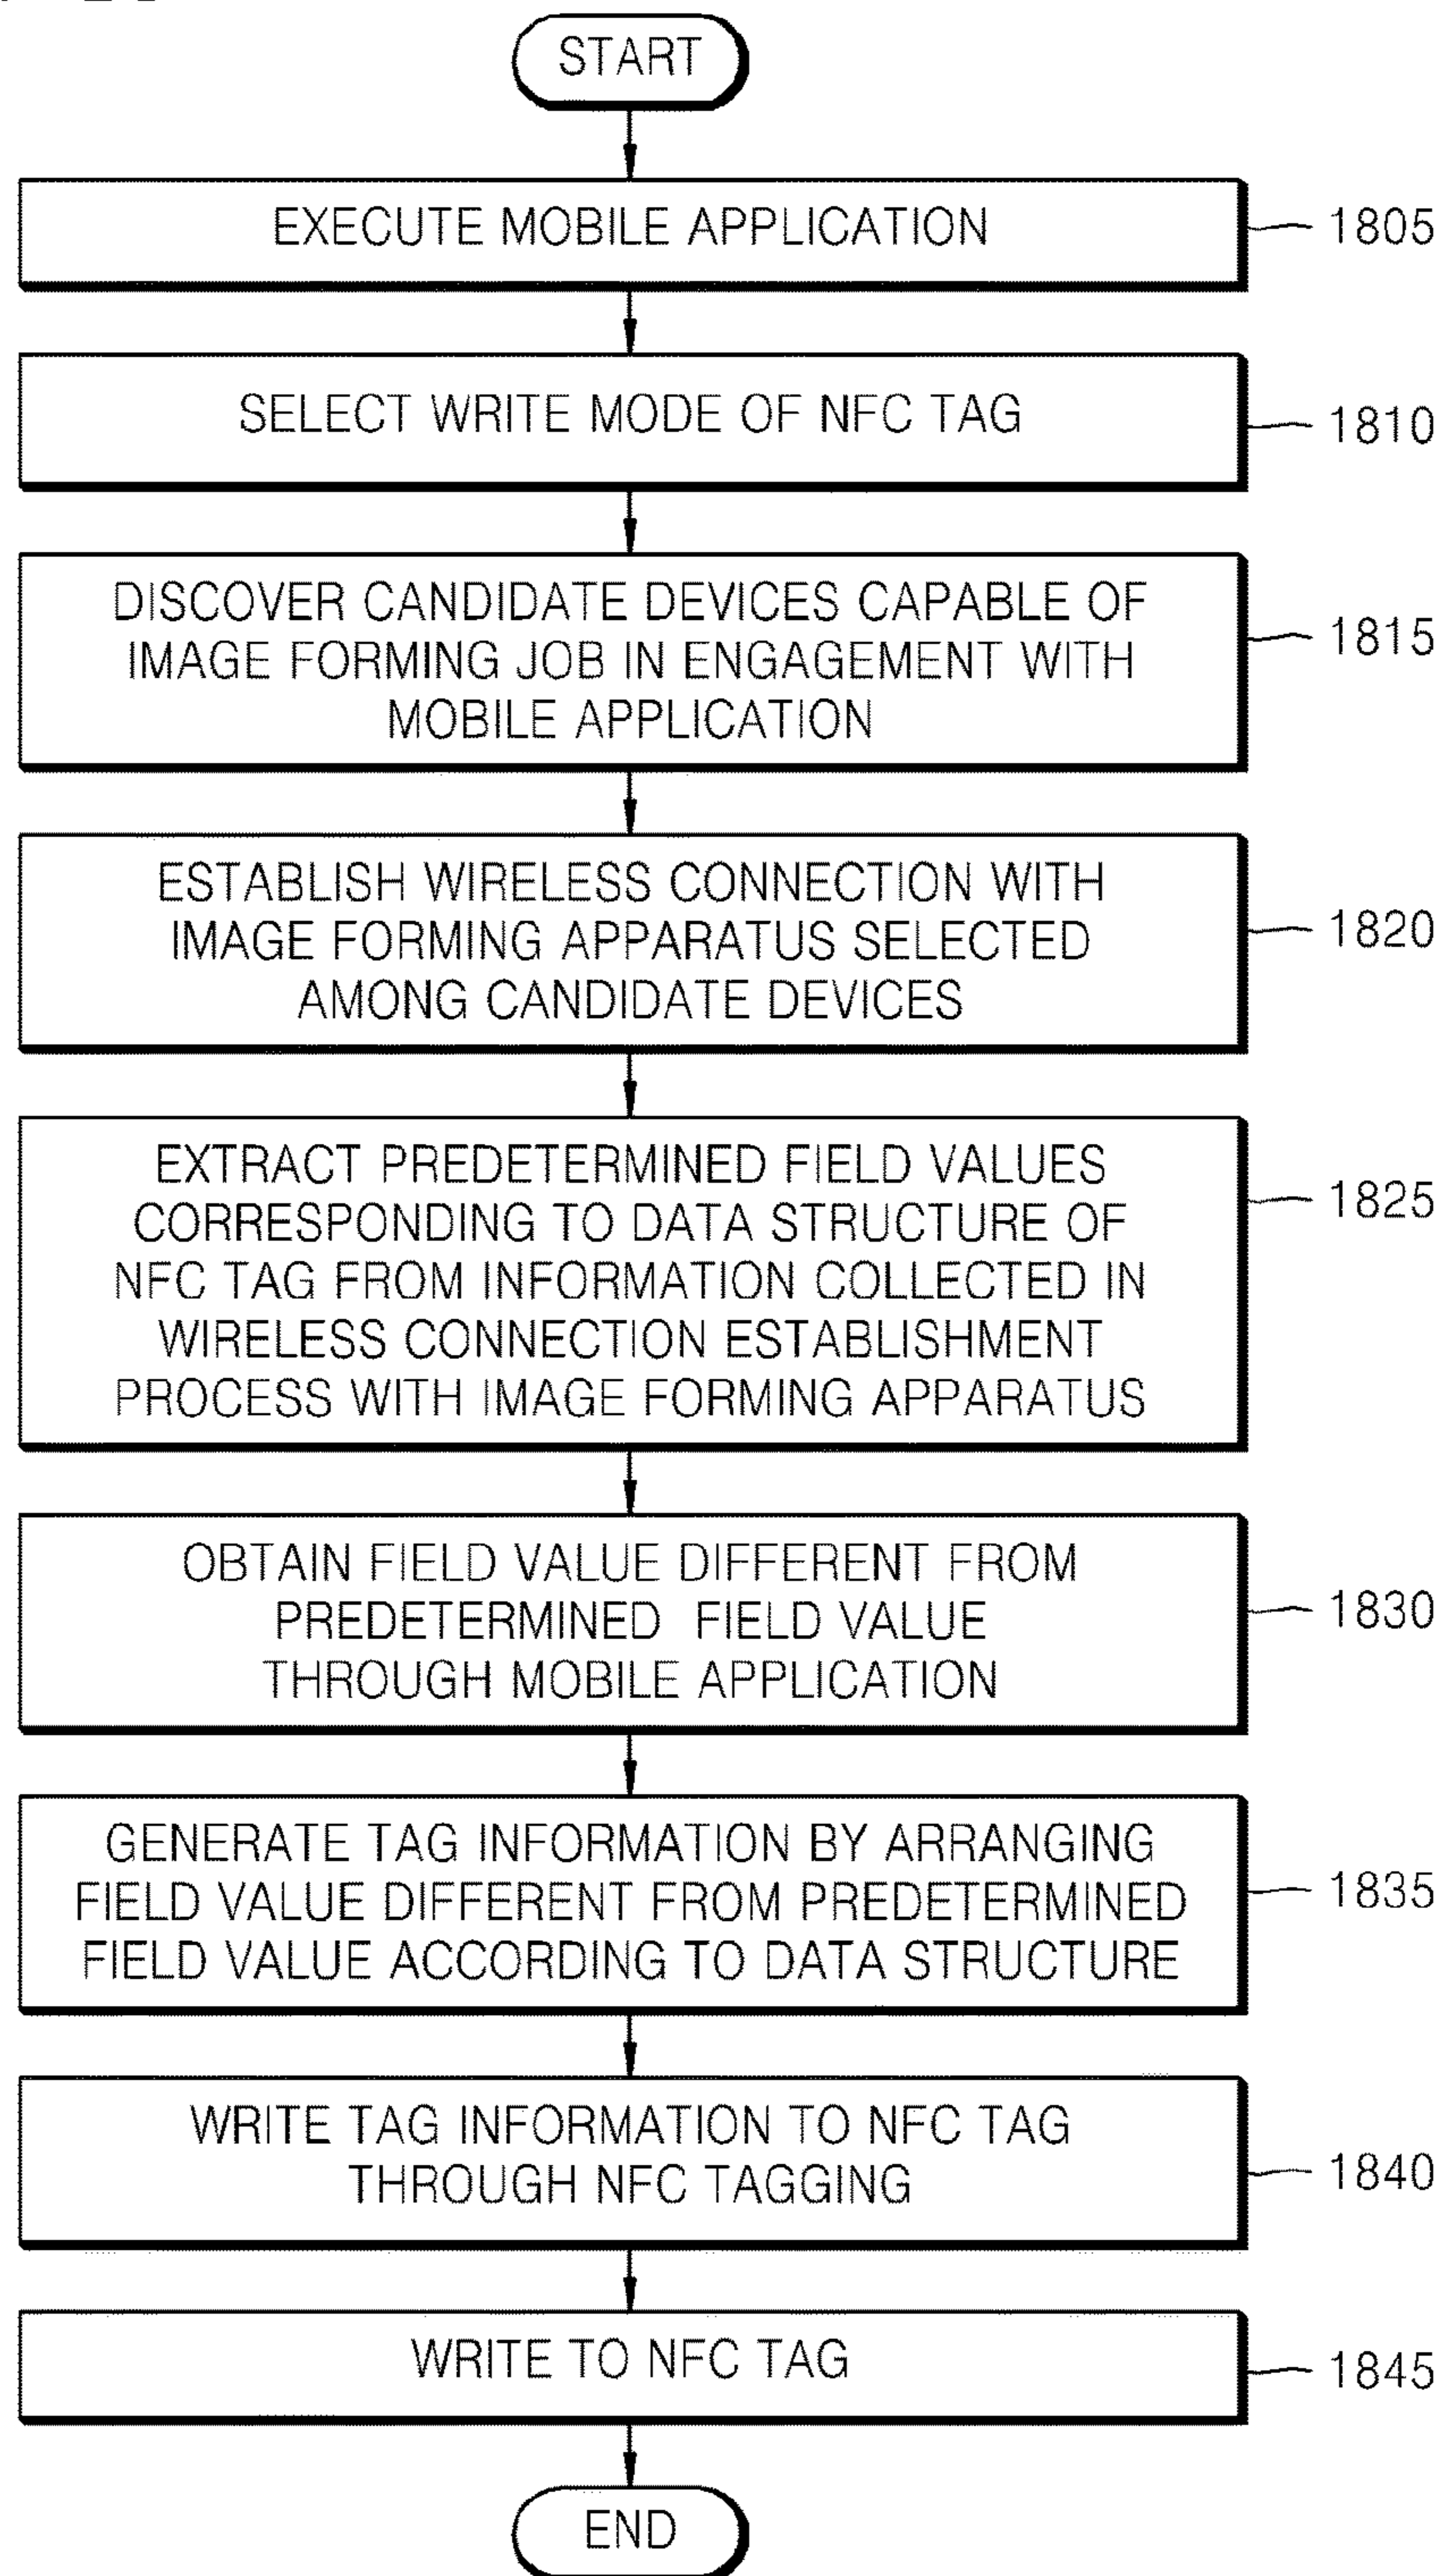 START
EXECUTE MOBILE APPLICATION
1805
SELECT WRITE MODE OF NFC TAG
1810
DISCOVER CANDIDATE DEVICES CAPABLE OF
IMAGE FORMING JOB IN ENGAGEMENT WITH
MOBILE APPLICATION
1815
ESTABLISH WIRELESS CONNECTION WITH
IMAGE FORMING APPARATUS SELECTED
AMONG CANDIDATE DEVICES
1820
EXTRACT PREDETERMINED FIELD VALUES
CORRESPONDING TO DATA STRUCTURE OF
NFC TAG FROM INFORMATION COLLECTED IN
WIRELESS CONNECTION ESTABLISHMENT
PROCESS WITH IMAGE FORMING APPARATUS
1825
OBTAIN FIELD VALUE DIFFERENT FROM
PREDETERMINED FIELD VALUE
THROUGH MOBILE APPLICATION
1830
GENERATE TAG INFORMATION BY ARRANGING
FIELD VALUE DIFFERENT FROM PREDETERMINED
FIELD VALUE ACCORDING TO DATA STRUCTURE
1835
WRITE TAG INFORMATION TO NFC TAG
THROUGH NFC TAGGING
1840
WRITE TO NFC TAG
1845
END